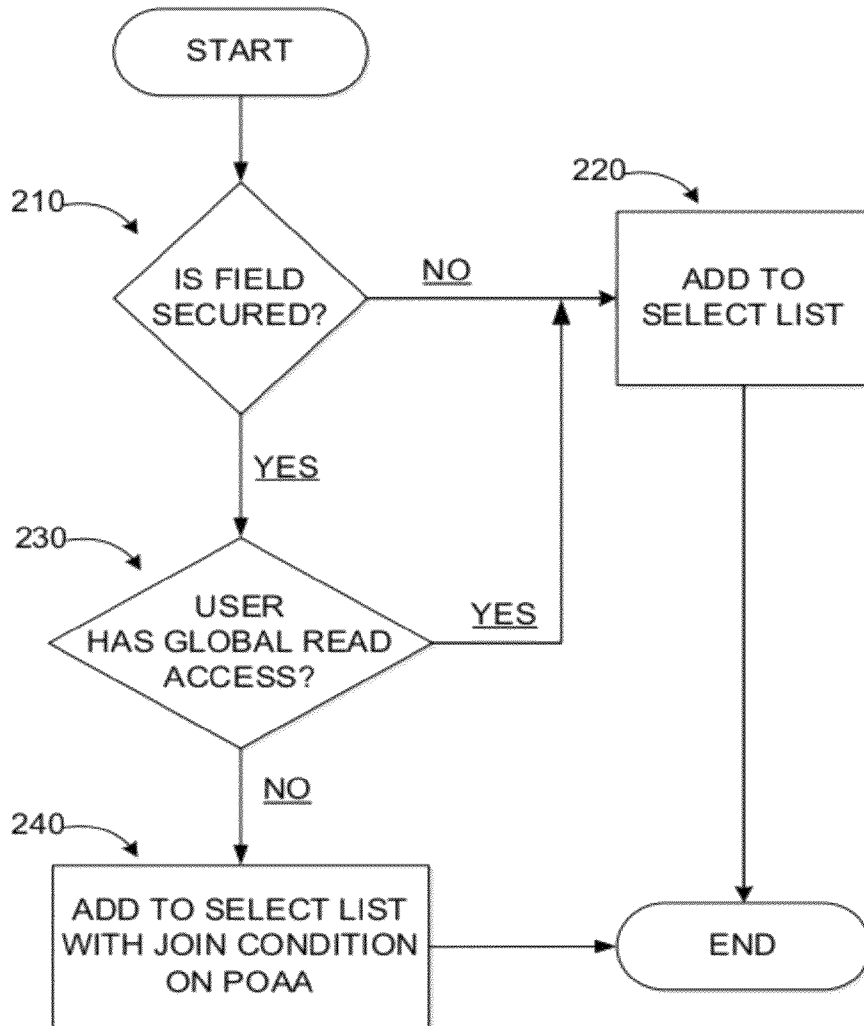 START
210
IS FIELD
SECURED?
NO
220
ADD TO
SELECT LIST
YES
230
USER
HAS GLOBAL READ
ACCESS?
YES
NO
240
ADD TO SELECT LIST
WITH JOIN CONDITION
ON POAA
END